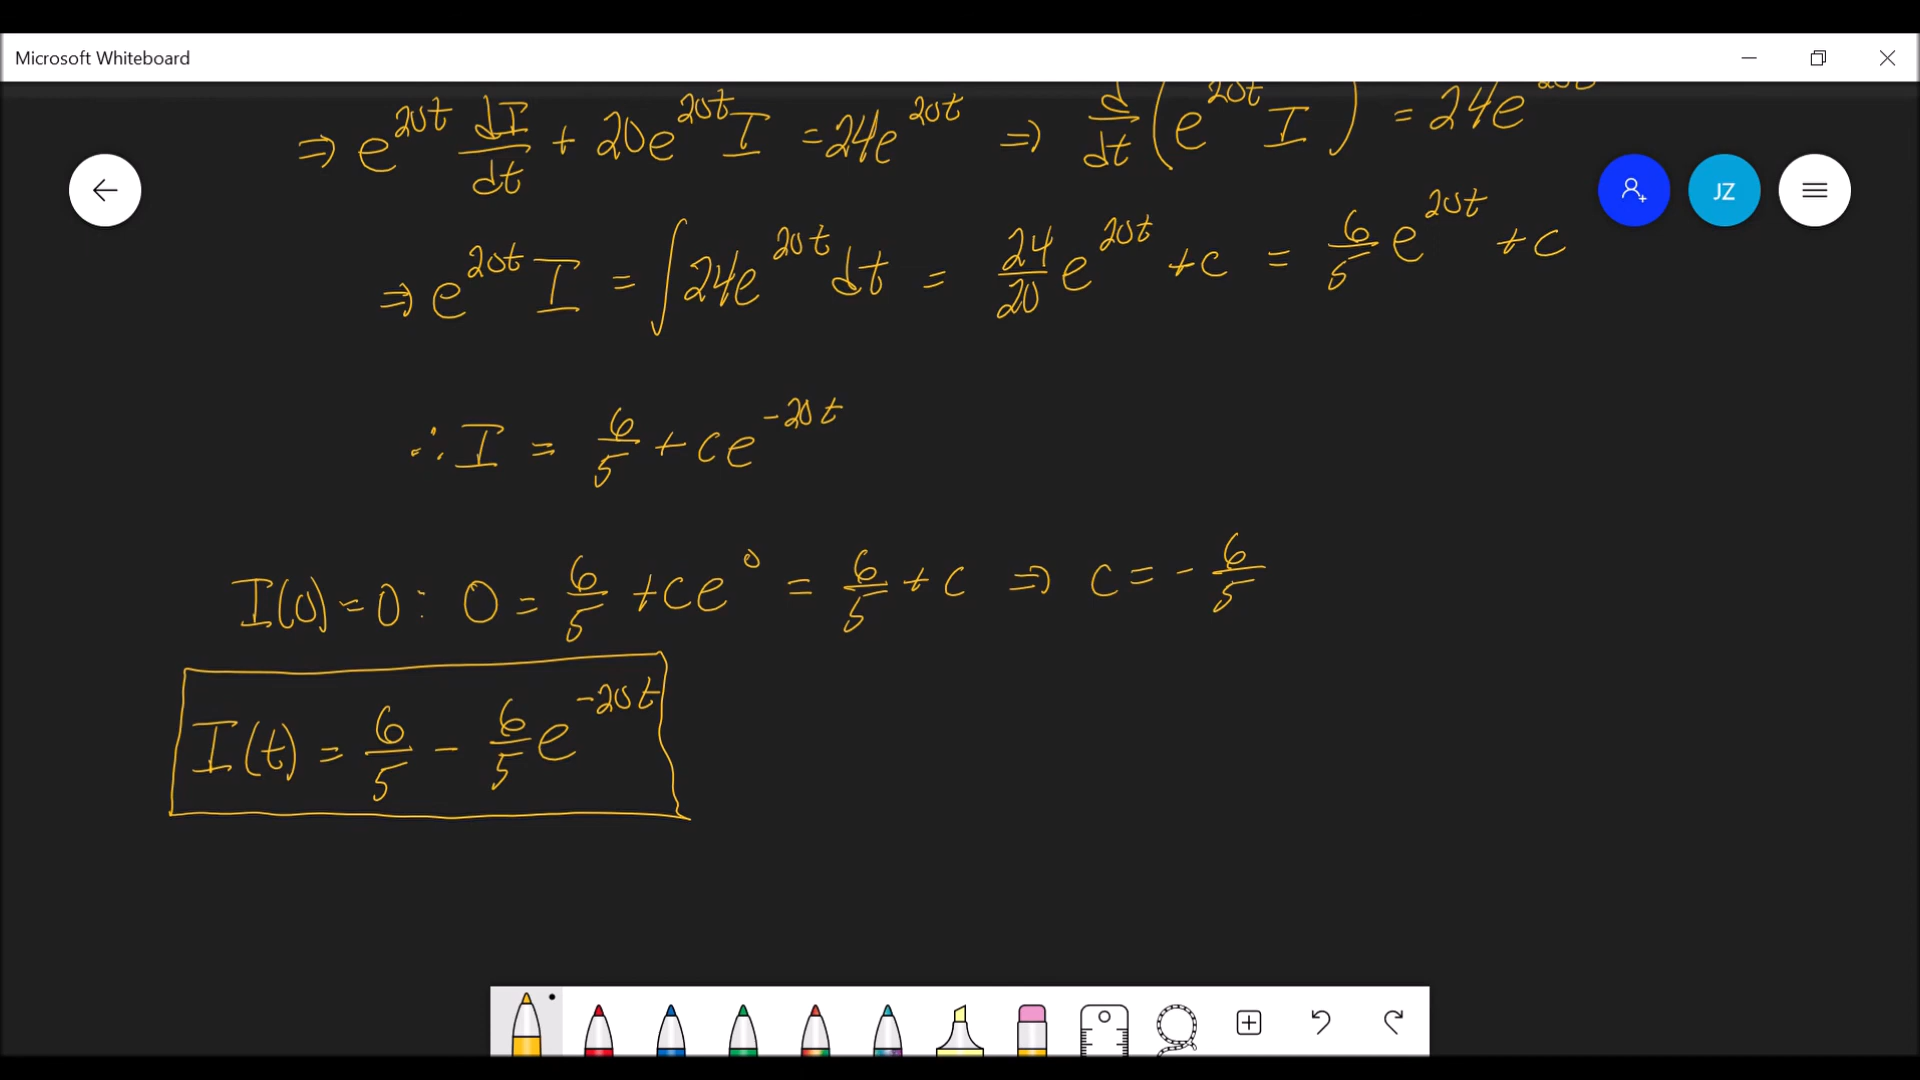 Microsoft Whiteboard
⇒ e^{20t} dI/dt + 20e^{20t} I = 24e^{20t} ⇒ d/dt (e^{20t} I) = 24e^{20t}
JZ
⇒ e^{20t} I = ∫ 24e^{20t} dt = 24/20 e^{20t} + c = 6/5 e^{20t} + c
∴ I = 6/5 + ce^{-20t}
I(0) = 0 : 0 = 6/5 + ce^0 = 6/5 + c ⇒ c = - 6/5
I(t) = 6/5 - 6/5 e^{-20t}